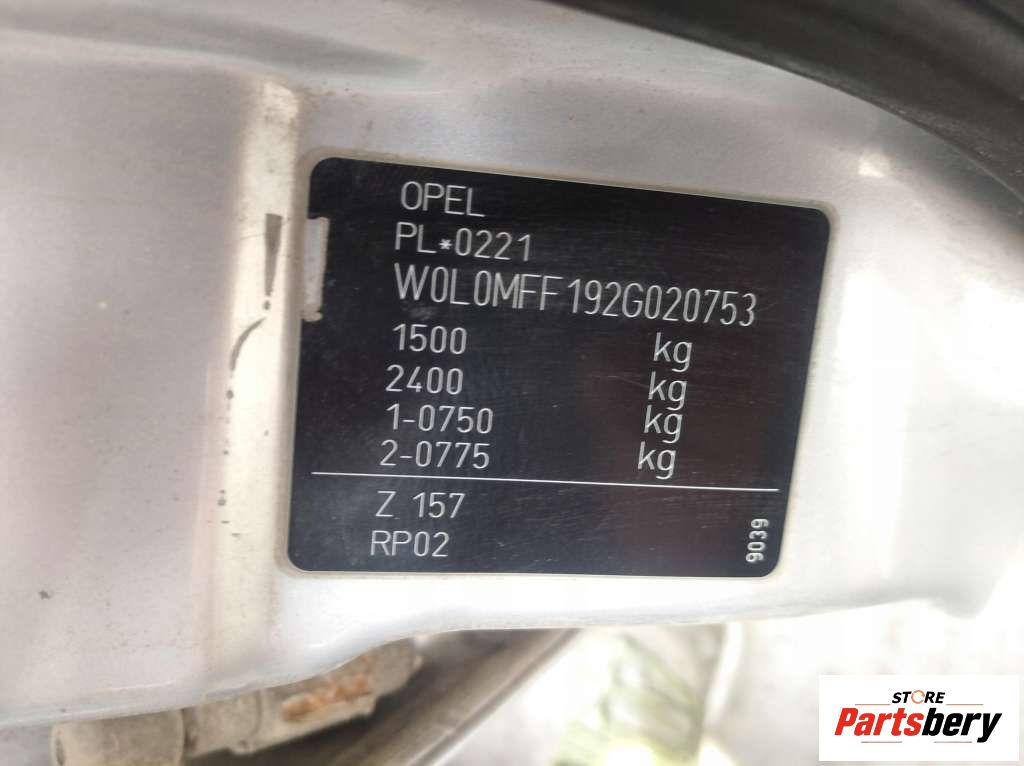 OPEL
PL*0221
W0L0MFF192G020753
1500 kg
2400 kg
1-0750 kg
2-0775 kg
Z 157
RP02
9039
STORE
Partsbery